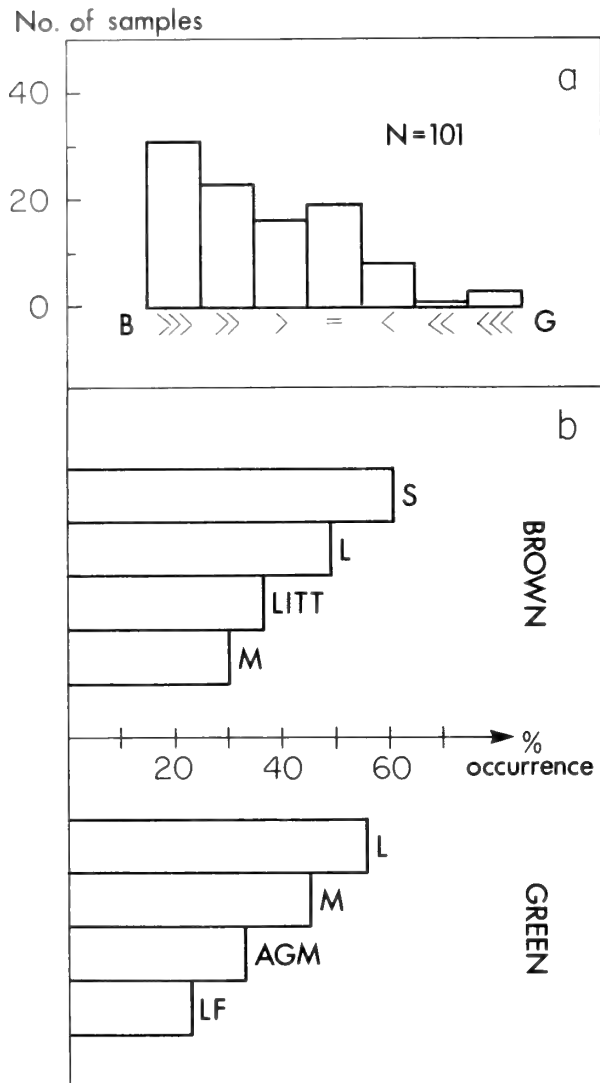 No. of samples
a
40
N=101
20
0
B >>> >> > = < << <<< G
b
S
L
LITT
M
BROWN
%
20 40 60 occurrence
L
M
AGM
LF
GREEN